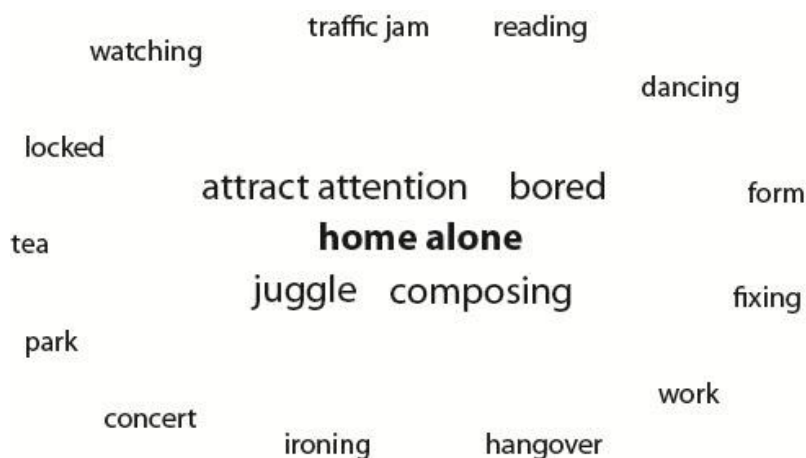 traffic jam reading
watching
dancing
locked
attract attention bored
form
tea
home alone
juggle composing
fixing
park
work
concert
ironing hangover